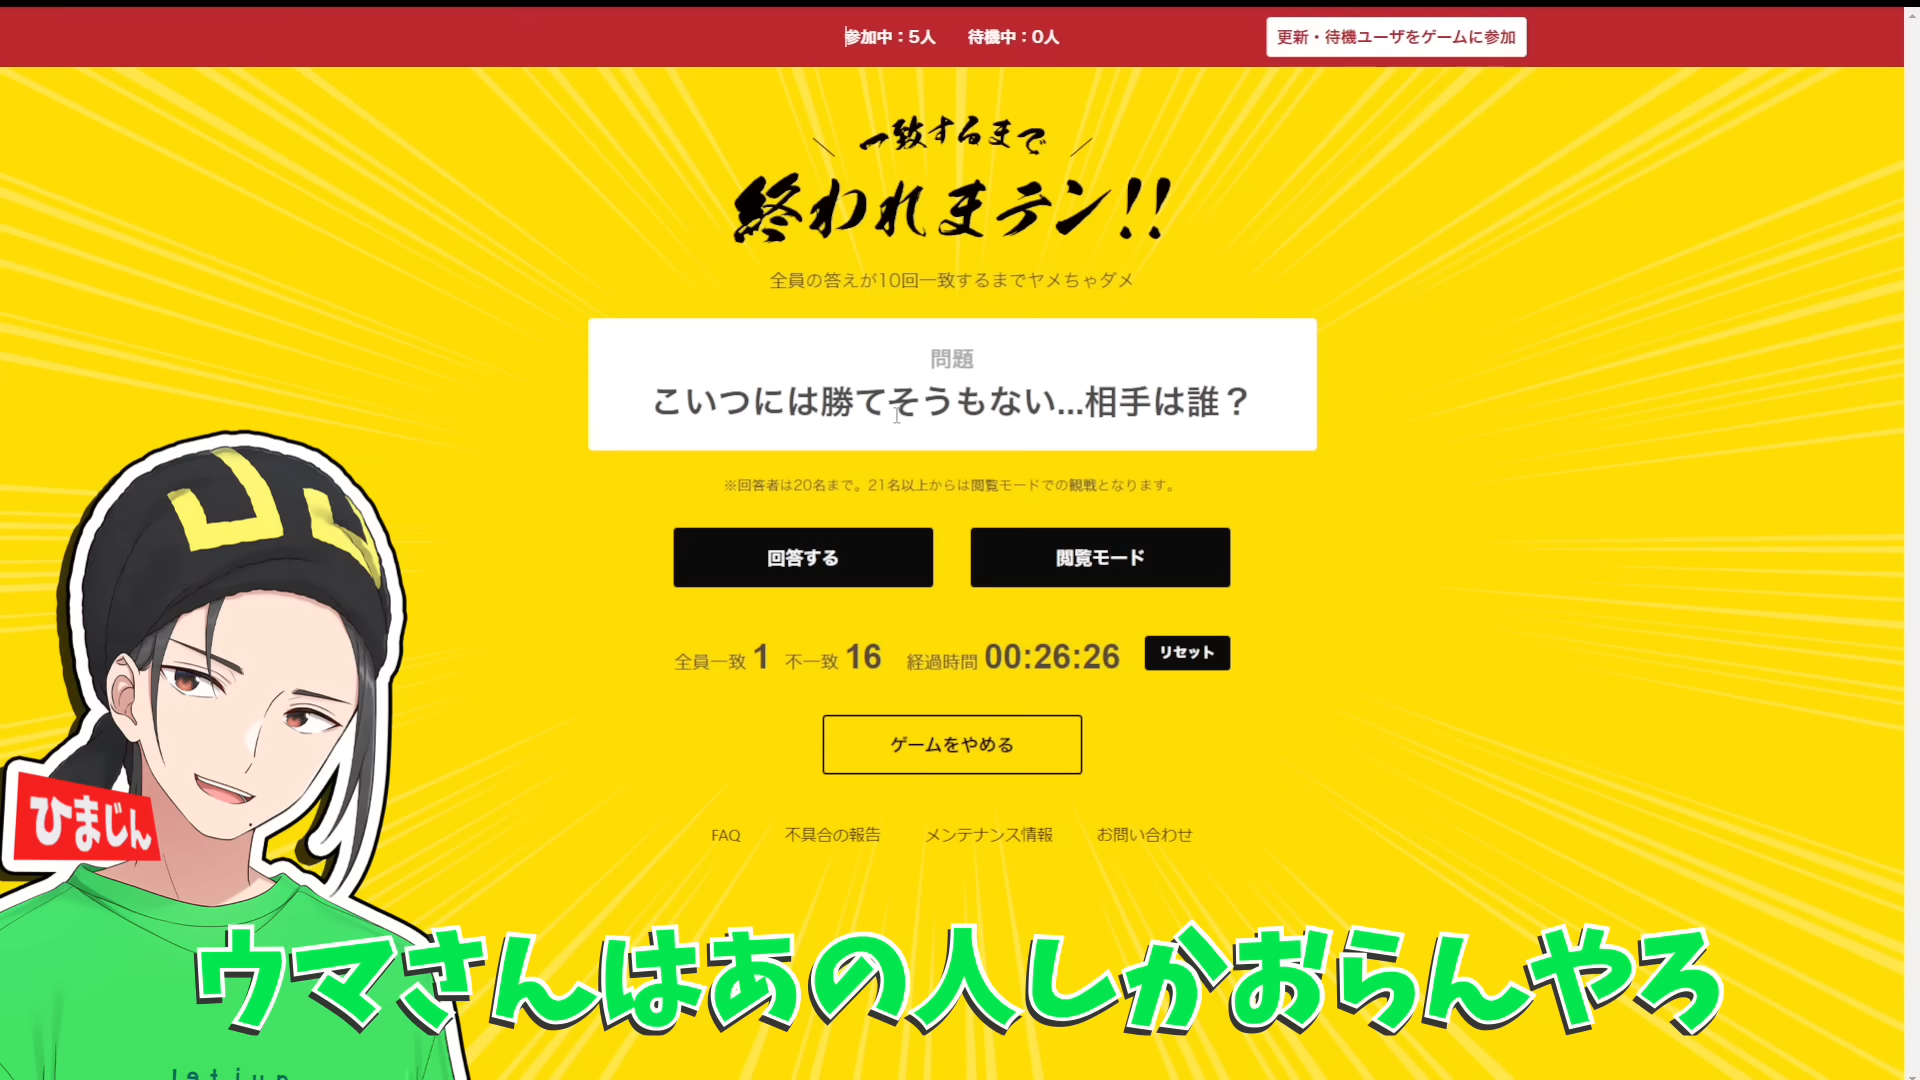 参加中：5人 待機中：0人 更新・待機ユーザをゲームに参加
一致するまで
終われまテン!!
全員の答えが10回一致するまでヤメちゃダメ
問題
こいつには勝てそうもない...相手は誰？
※回答者は20名まで。21名以上からは閲覧モードでの観戦となります。
回答する 閲覧モード
全員一致 1 不一致 16 経過時間 00:26:26 リセット
ゲームをやめる
ひまじん
FAQ 不具合の報告 メンテナンス情報 お問い合わせ
ウマさんはあの人しかおらんやろ